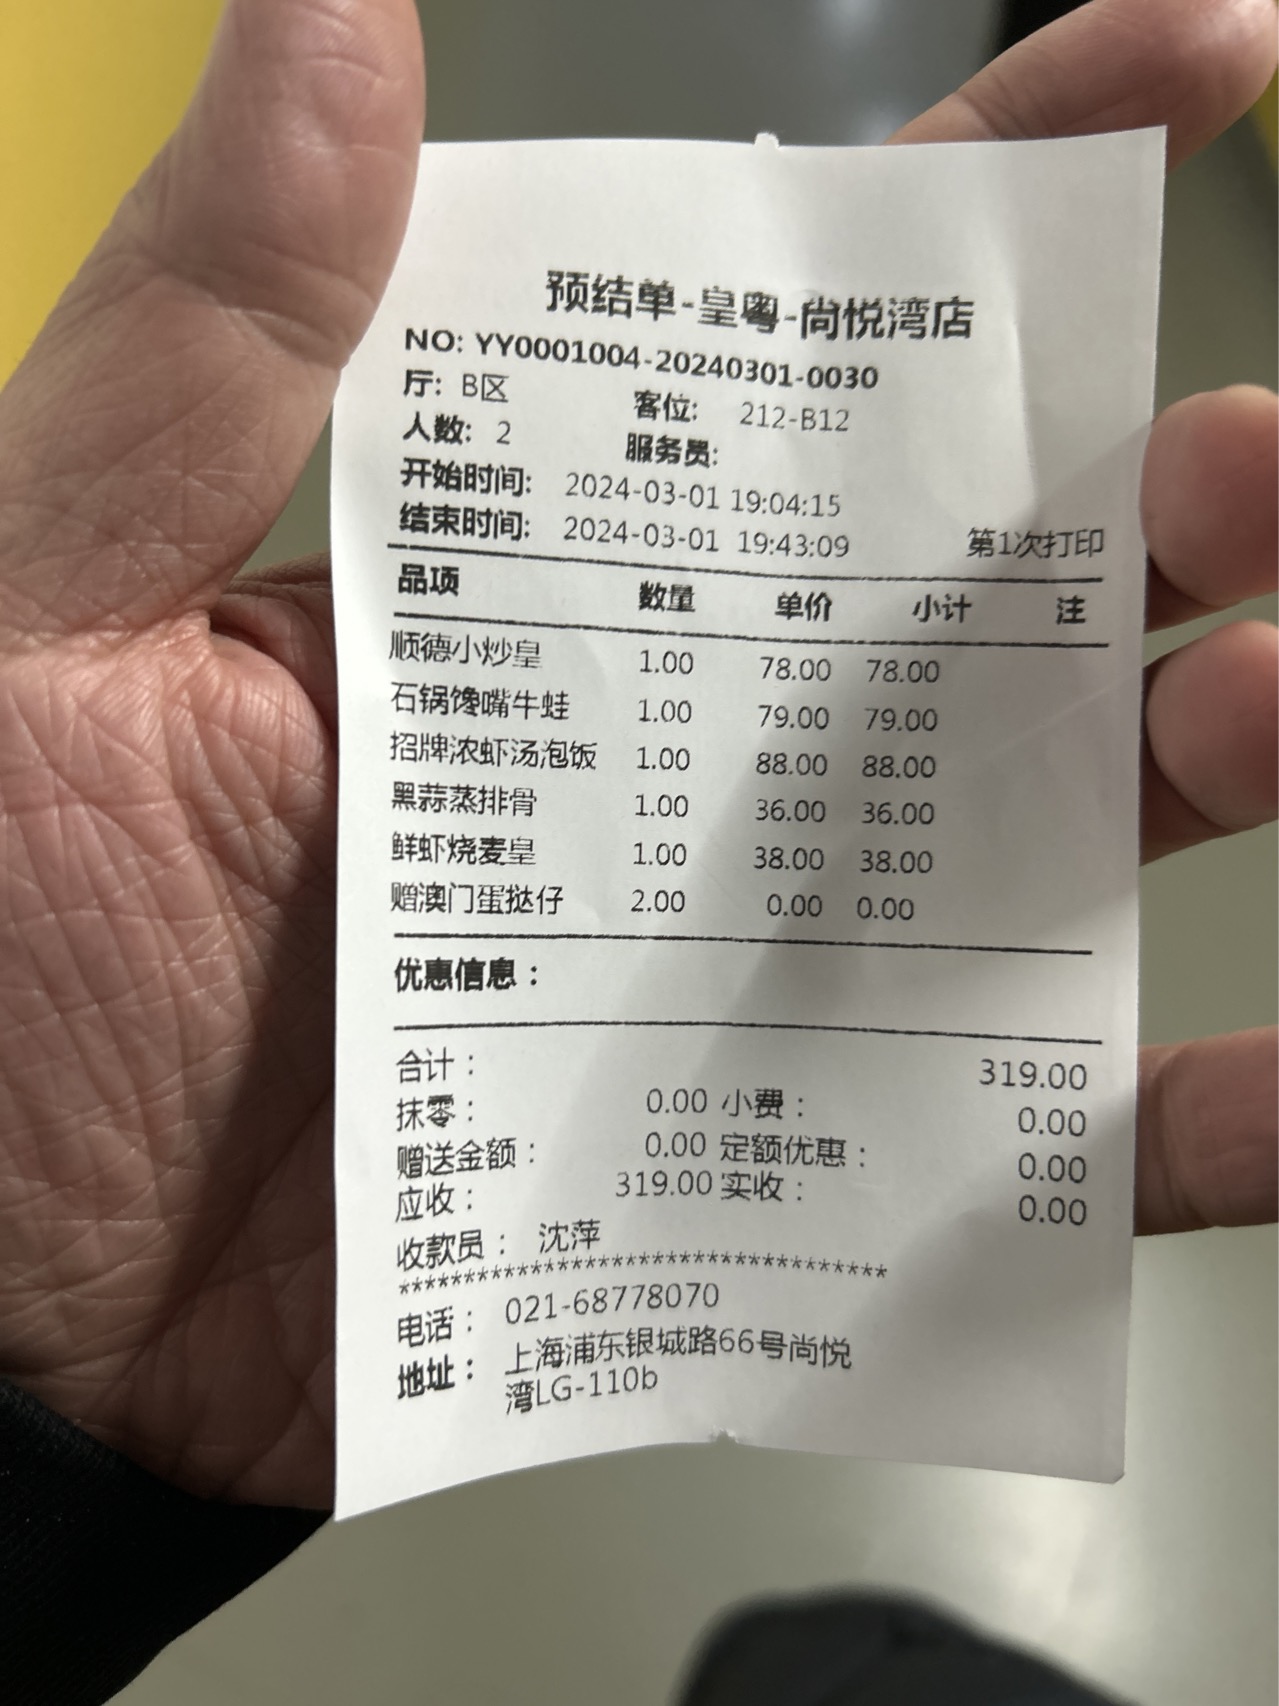 预结单-皇粤-尚悦湾店
NO: YY0001004-20240301-0030
厅: B区 客位: 212-B12
人数: 2 服务员:
开始时间: 2024-03-01 19:04:15
结束时间: 2024-03-01 19:43:09 第1次打印
品项 数量 单价 小计 注
顺德小炒皇 1.00 78.00 78.00
石锅馋嘴牛蛙 1.00 79.00 79.00
招牌浓虾汤泡饭 1.00 88.00 88.00
黑蒜蒸排骨 1.00 36.00 36.00
鲜虾烧麦皇 1.00 38.00 38.00
赠澳门蛋挞仔 2.00 0.00 0.00
优惠信息：
合计： 319.00
抹零： 0.00 小费： 0.00
赠送金额： 0.00 定额优惠： 0.00
应收： 319.00 实收： 0.00
收款员： 沈萍
**************************************
电话： 021-68778070
地址： 上海浦东银城路66号尚悦
湾LG-110b